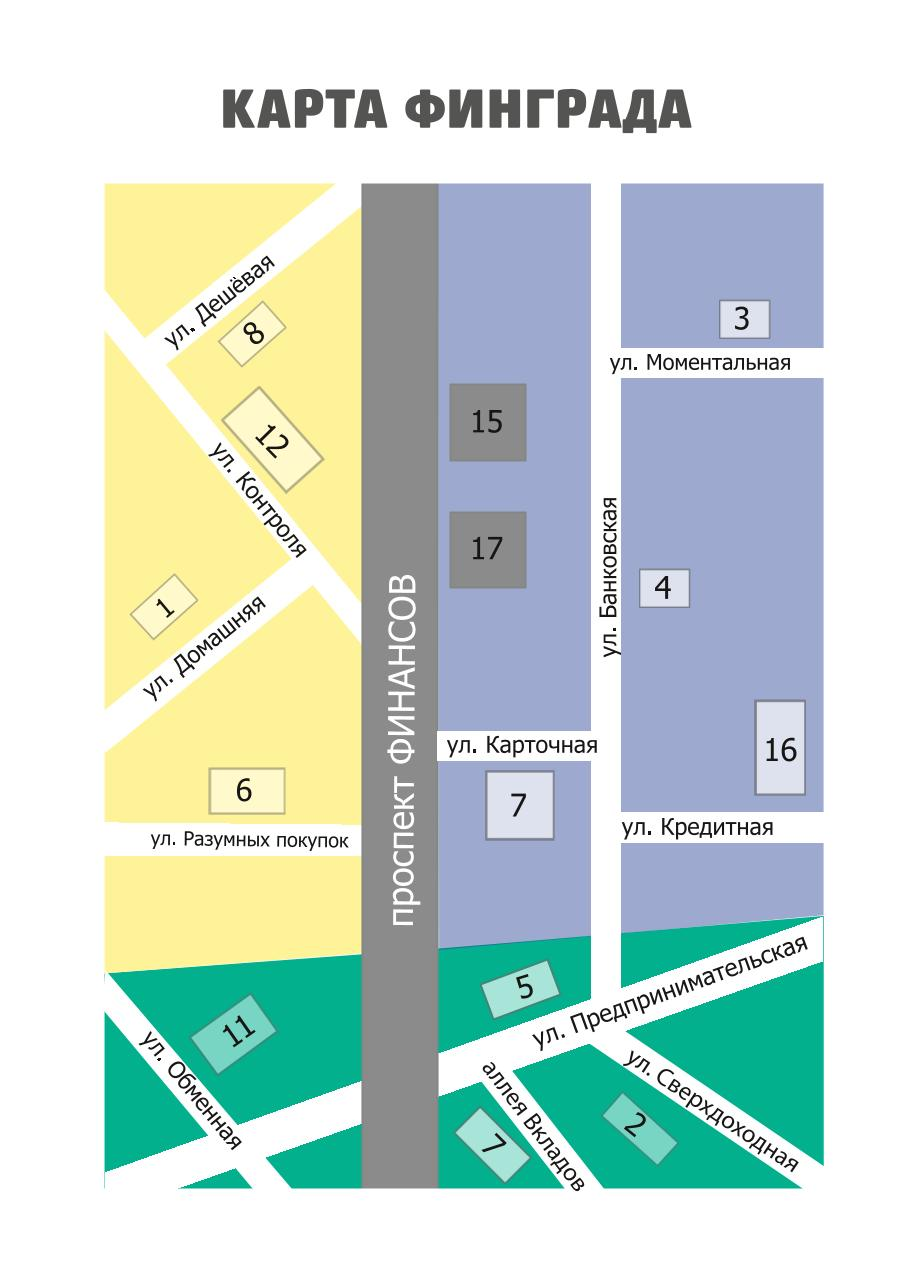 КАРТА ФИНГРАДА
ул. Дешёвая
8
3
ул. Моментальная
12
15
ул. Контроля
17
ул. Банковская
4
1
ул. Домашняя
проспект ФИНАНСОВ
ул. Карточная
16
6
7
ул. Разумных покупок
ул. Кредитная
5
ул. Предпринимательская
11
ул. Обменная
аллея Вкладов
ул. Сверхдоходная
2
7